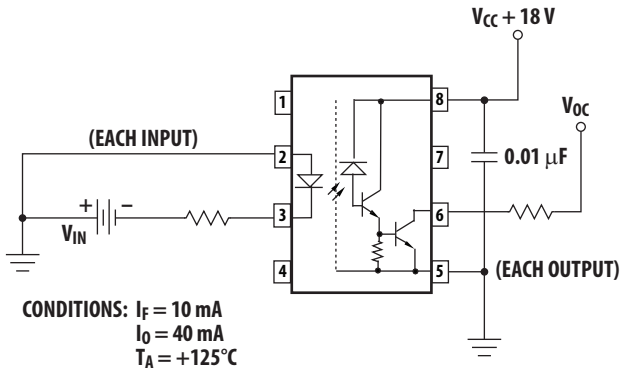 VCC + 18 V
VOC
1
8
(EACH INPUT)
2
7
0.01 μF
+ –
3
6
VIN
4
5
(EACH OUTPUT)
CONDITIONS: IF = 10 mA
IO = 40 mA
TA = +125°C